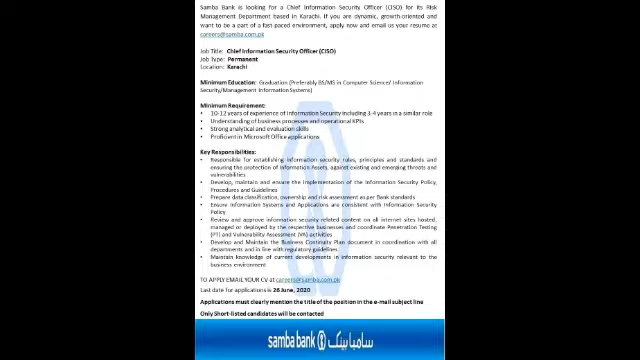 Samba Bank is looking for a Chief Information Security Officer (CISO) for its Risk
Management Department based in Karachi. If you are dynamic, growth-oriented and
want to be a part of a fast-paced environment, apply now and email us your resume at
careers@samba.com.pk
Job Title: Chief Information Security Officer (CISO)
Job Type: Permanent
Location: Karachi
Minimum Education: Graduation (Preferably BS/MS in Computer Sciences/ Information
Security/Management Information Systems)
Minimum Requirement:
• 10-12 years of experience of Information Security including 3-4 years in a similar role
• Understanding of business processes and operational KPIs
• Strong analytical and evaluation skills
• Proficient in Microsoft Office applications
Key Responsibilities:
• Responsible for establishing information security rules, principles and standards and
ensuring the protection of Information Assets, against existing and emerging threats and
vulnerabilities
• Develop, maintain and ensure the implementation of the Information Security Policy,
Procedures and Guidelines
• Prepare data classification, ownership and risk assessment as per Bank standards
• Ensure Information Systems and Applications are consistent with Information Security
Policy
• Review and approve information security related content on all internet sites hosted,
managed or deployed by the respective businesses and coordinate Penetration Testing
(PT) and Vulnerability Assessment (VA) activities
• Develop and Maintain the Business Continuity Plan document in coordination with all
departments and in line with regulatory guidelines
• Maintain knowledge of current developments in information security relevant to the
business environment
TO APPLY EMAIL YOUR CV at careers@samba.com.pk
Last date for applications is 26 June, 2020
Applications must clearly mention the title of the position in the e-mail subject line
Only Short-listed candidates will be contacted
samba bank سامبا بینک